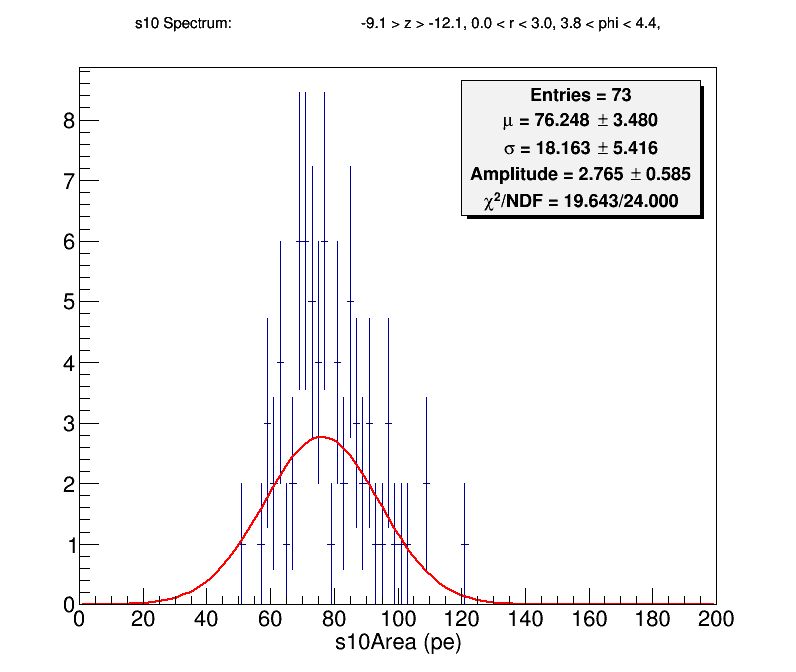 s10 Spectrum: -9.1 > z > -12.1, 0.0 < r < 3.0, 3.8 < phi < 4.4,
Entries = 73
μ = 76.248 ± 3.480
σ = 18.163 ± 5.416
Amplitude = 2.765 ± 0.585
χ²/NDF = 19.643/24.000
8
7
6
5
4
3
2
1
0
0 20 40 60 80 100 120 140 160 180 200
s10Area (pe)